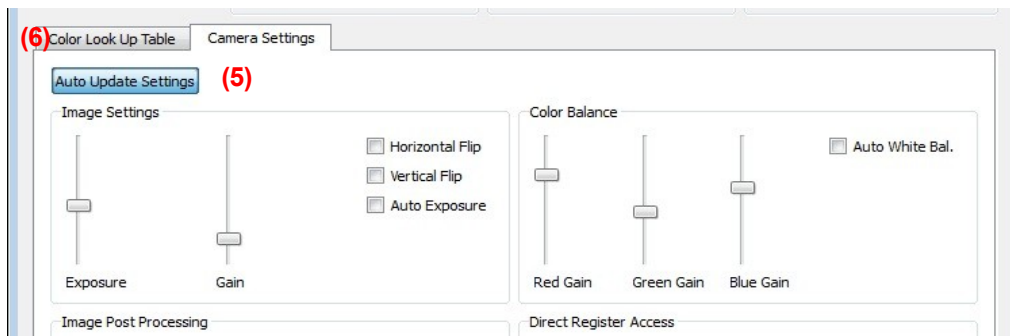 (6) Color Look Up Table Camera Settings
Auto Update Settings (5)
Image Settings
Horizontal Flip
Vertical Flip
Auto Exposure
Exposure Gain
Color Balance
Auto White Bal.
Red Gain Green Gain Blue Gain
Image Post Processing
Direct Register Access